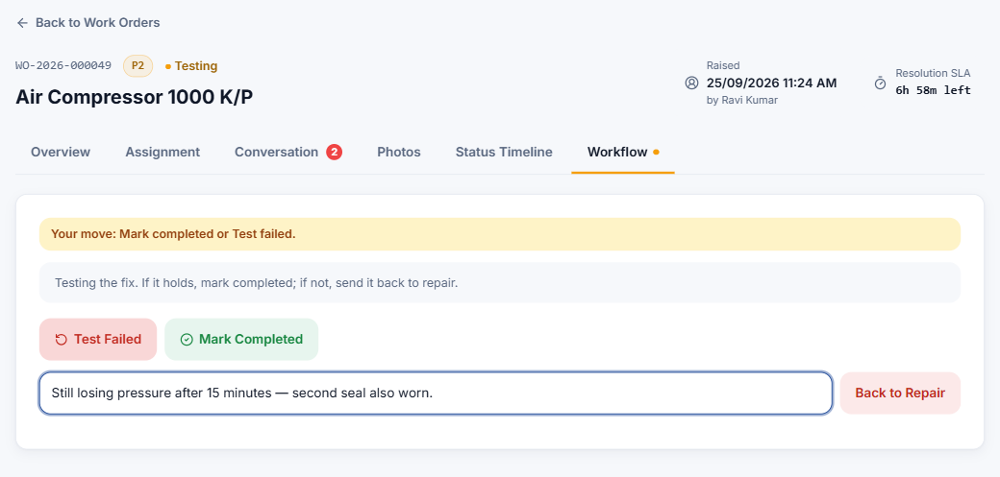 Back to Work Orders
WO-2026-000049 P2 Testing
Air Compressor 1000 K/P
Raised
25/09/2026 11:24 AM
by Ravi Kumar
Resolution SLA
6h 58m left
Overview Assignment Conversation 2 Photos Status Timeline Workflow
Your move: Mark completed or Test failed.
Testing the fix. If it holds, mark completed; if not, send it back to repair.
Test Failed Mark Completed
Still losing pressure after 15 minutes — second seal also worn. Back to Repair